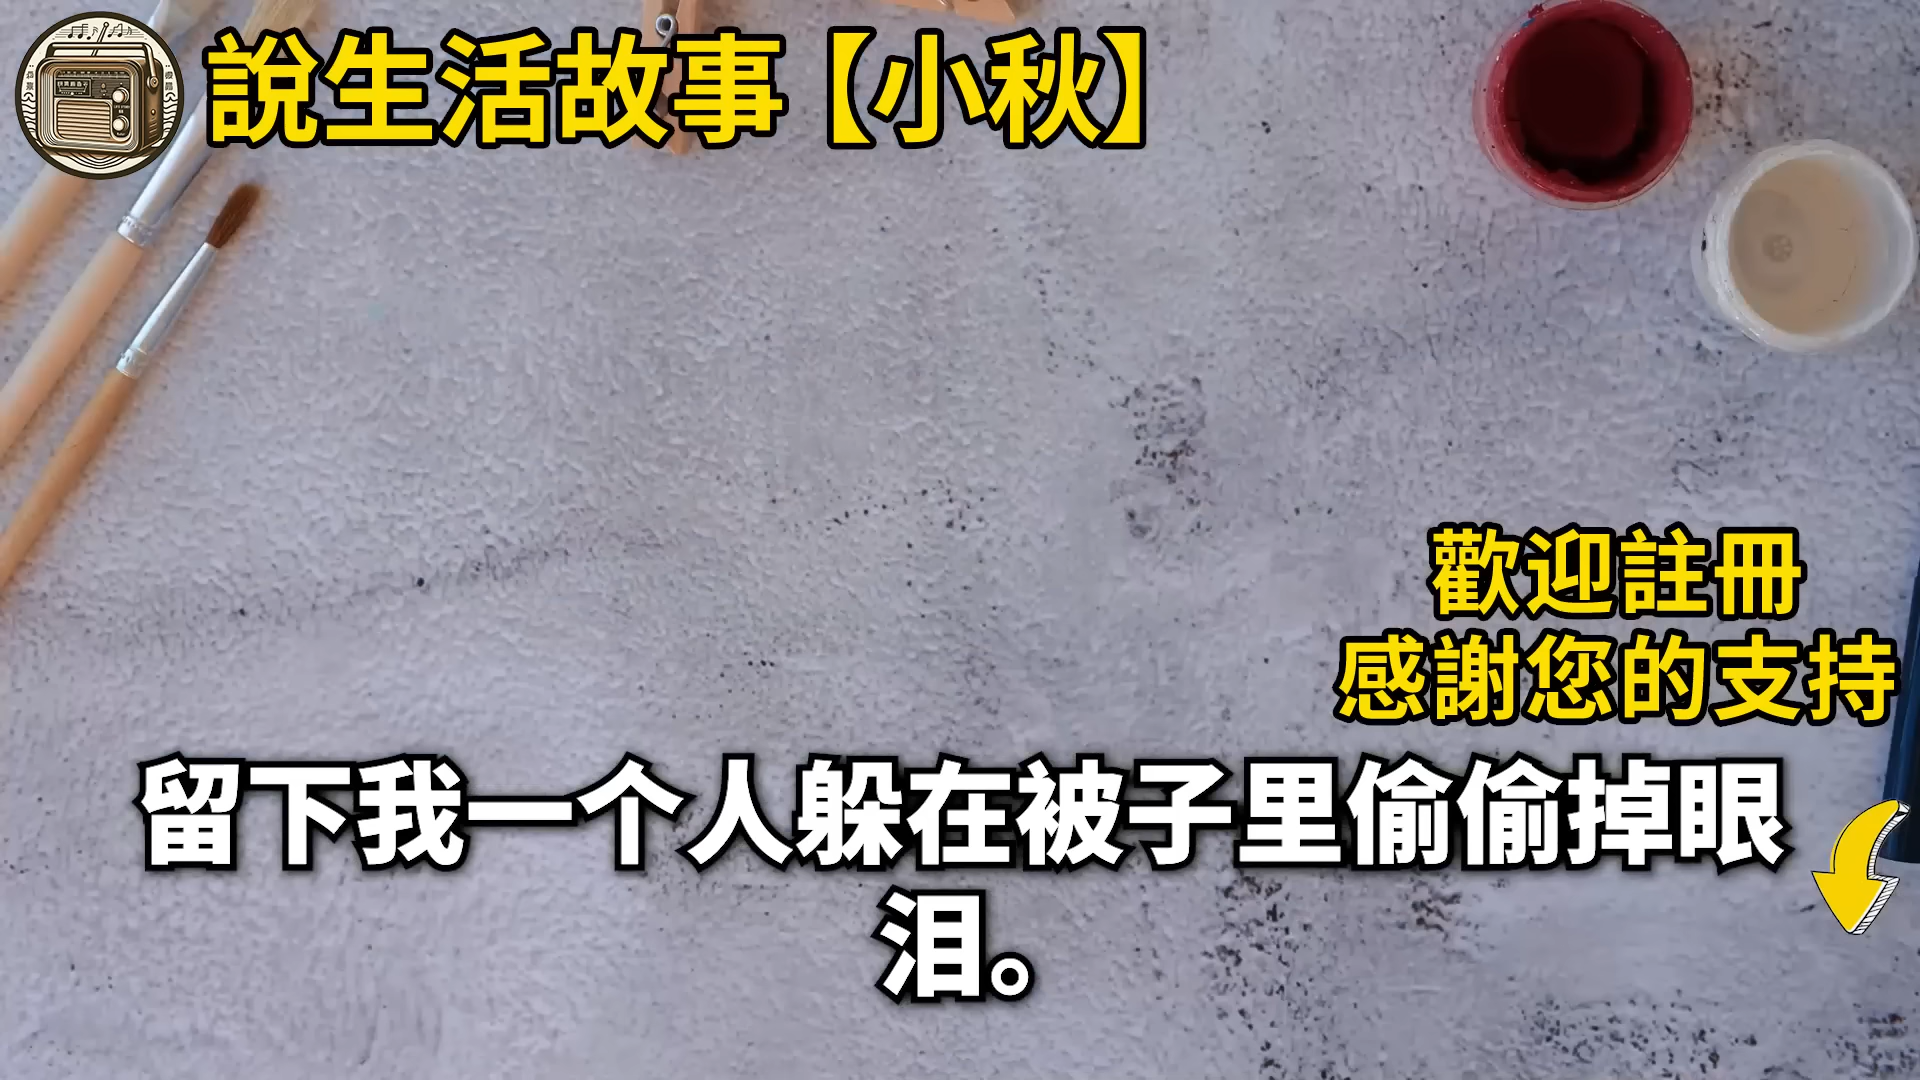 說生活故事【小秋】
歡迎註冊
感謝您的支持
留下我一个人躲在被子里偷偷掉眼
泪。